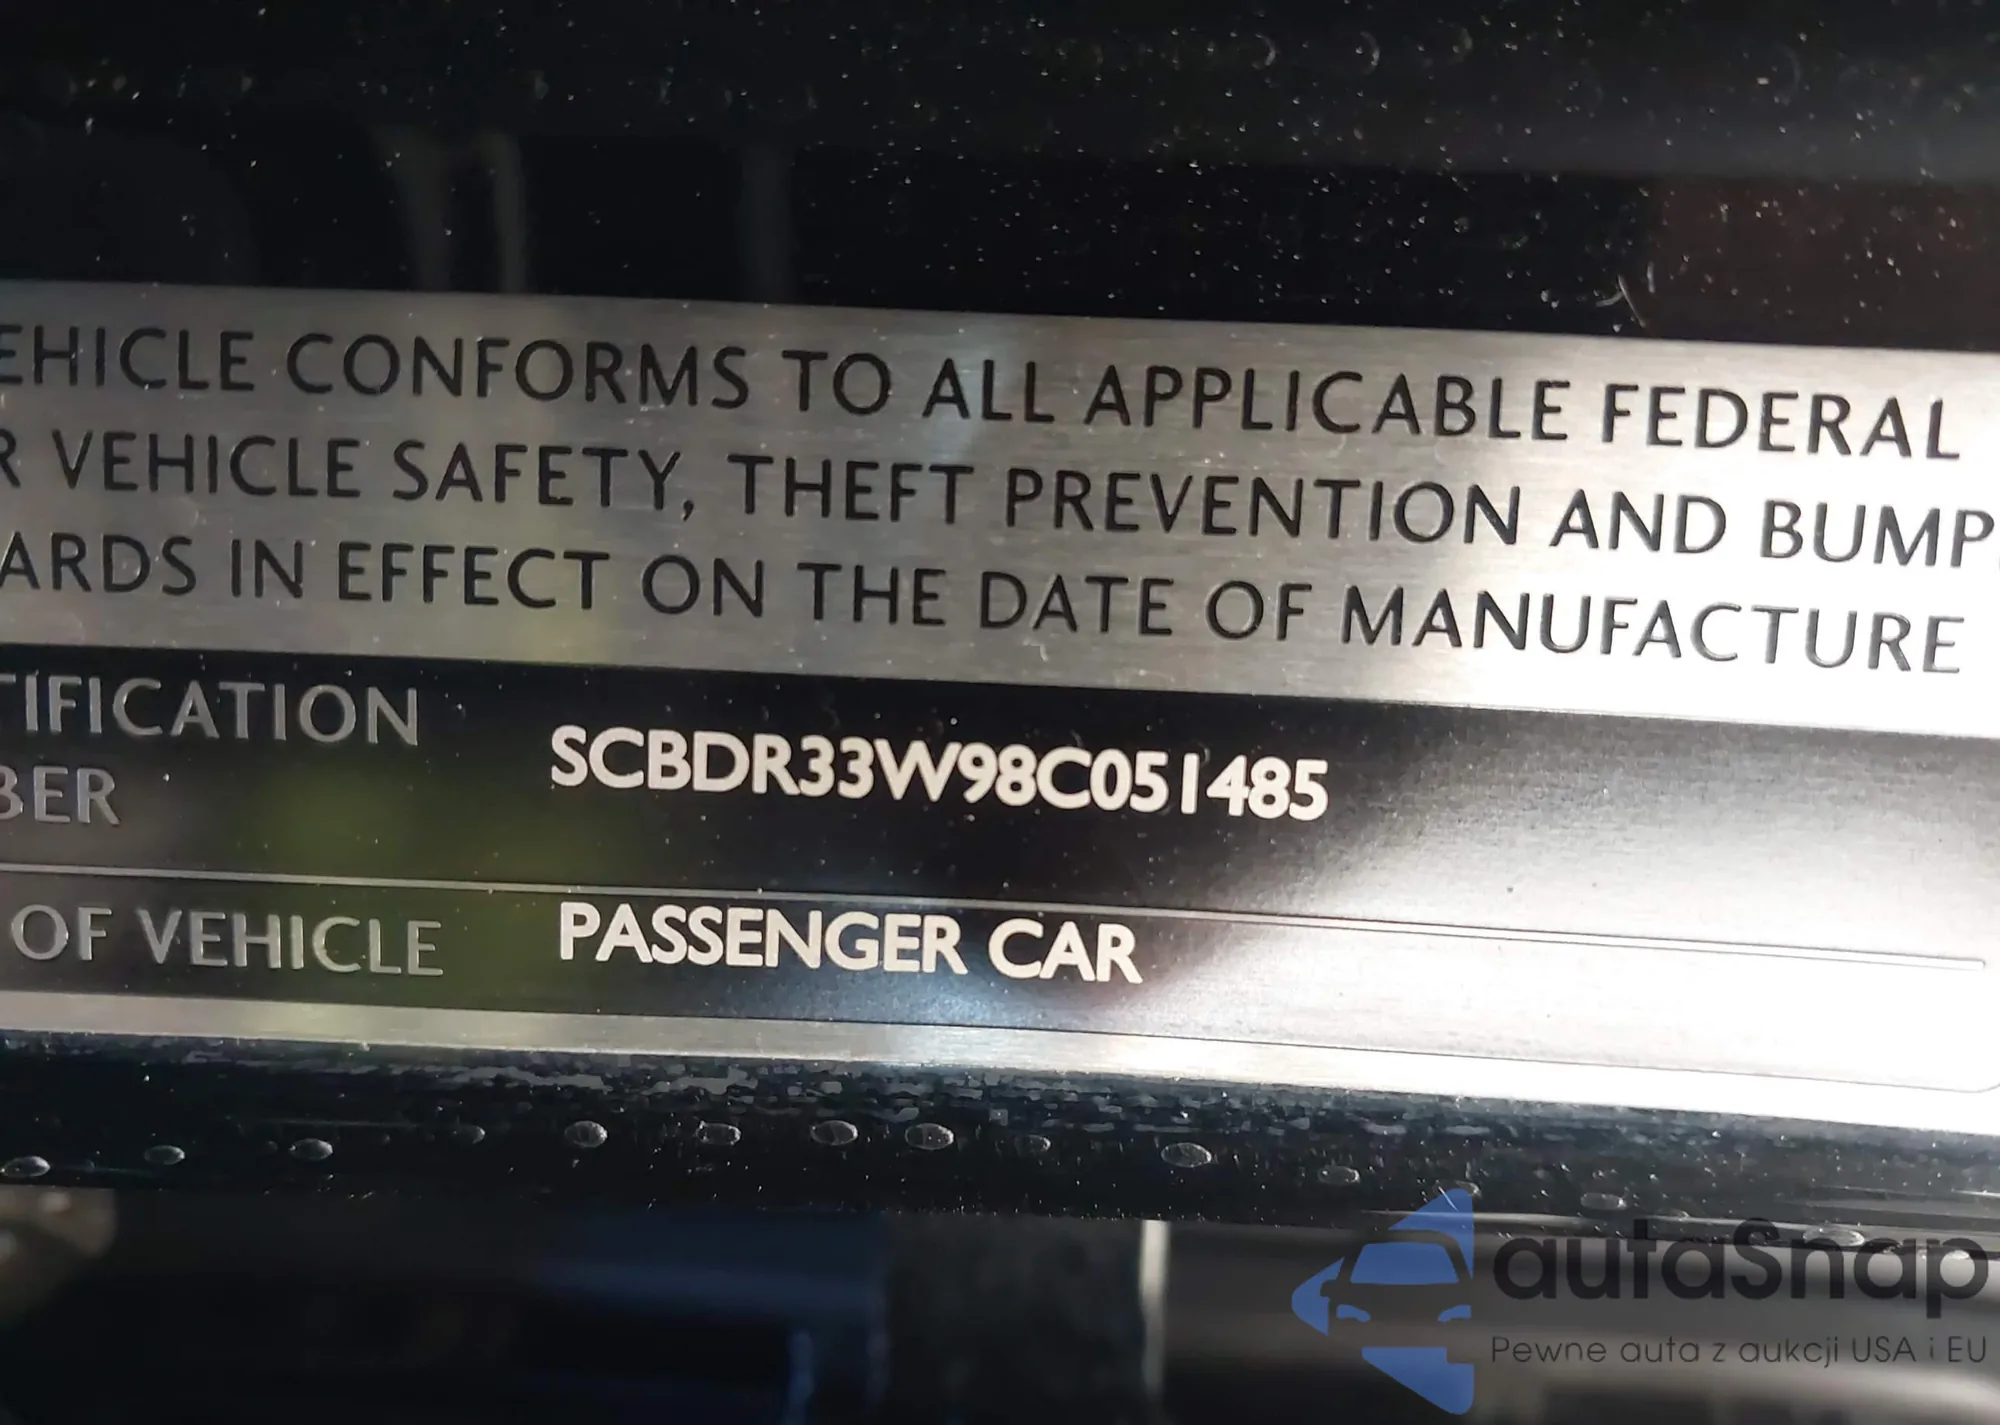 EHICLE CONFORMS TO ALL APPLICABLE FEDERAL
R VEHICLE SAFETY, THEFT PREVENTION AND BUMP
ARDS IN EFFECT ON THE DATE OF MANUFACTURE
TIFICATION
BER
SCBDR33W98C051485
OF VEHICLE PASSENGER CAR
autaSnap
Pewne auta z aukcji USA i EU